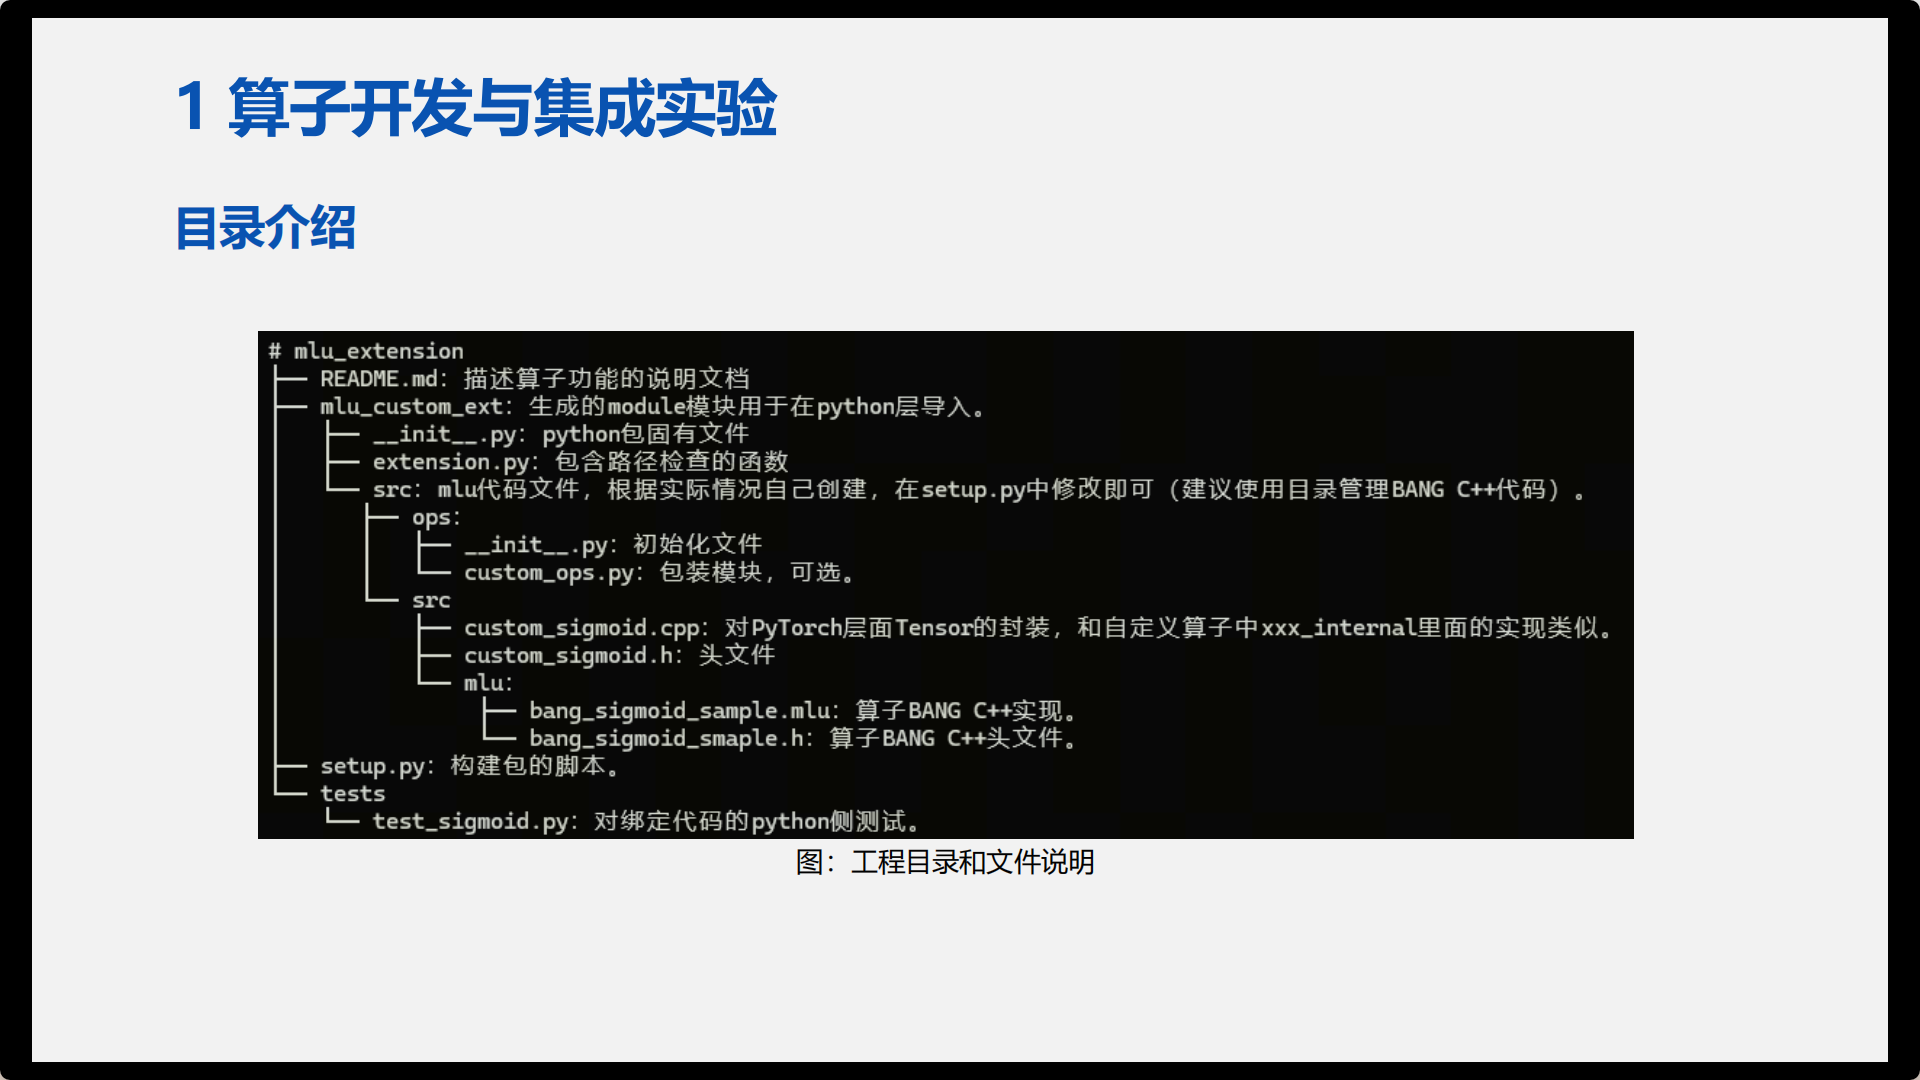 1 算子开发与集成实验
目录介绍
# mlu_extension
├── README.md：描述算子功能的说明文档
├── mlu_custom_ext：生成的module模块用于在python层导入。
│   ├── __init__.py：python包固有文件
│   ├── extension.py：包含路径检查的函数
│   └── src：mlu代码文件，根据实际情况自己创建，在setup.py中修改即可（建议使用目录管理BANG C++代码）。
│      ├── ops：
│      │   ├── __init__.py：初始化文件
│      │   └── custom_ops.py：包装模块，可选。
│      └── src
│          ├── custom_sigmoid.cpp：对PyTorch层面Tensor的封装，和自定义算子中xxx_internal里面的实现类似。
│          ├── custom_sigmoid.h：头文件
│          └── mlu：
│               ├── bang_sigmoid_sample.mlu：算子BANG C++实现。
│               └── bang_sigmoid_smaple.h：算子BANG C++头文件。
├── setup.py：构建包的脚本。
└── tests
    └── test_sigmoid.py：对绑定代码的python侧测试。
图：工程目录和文件说明